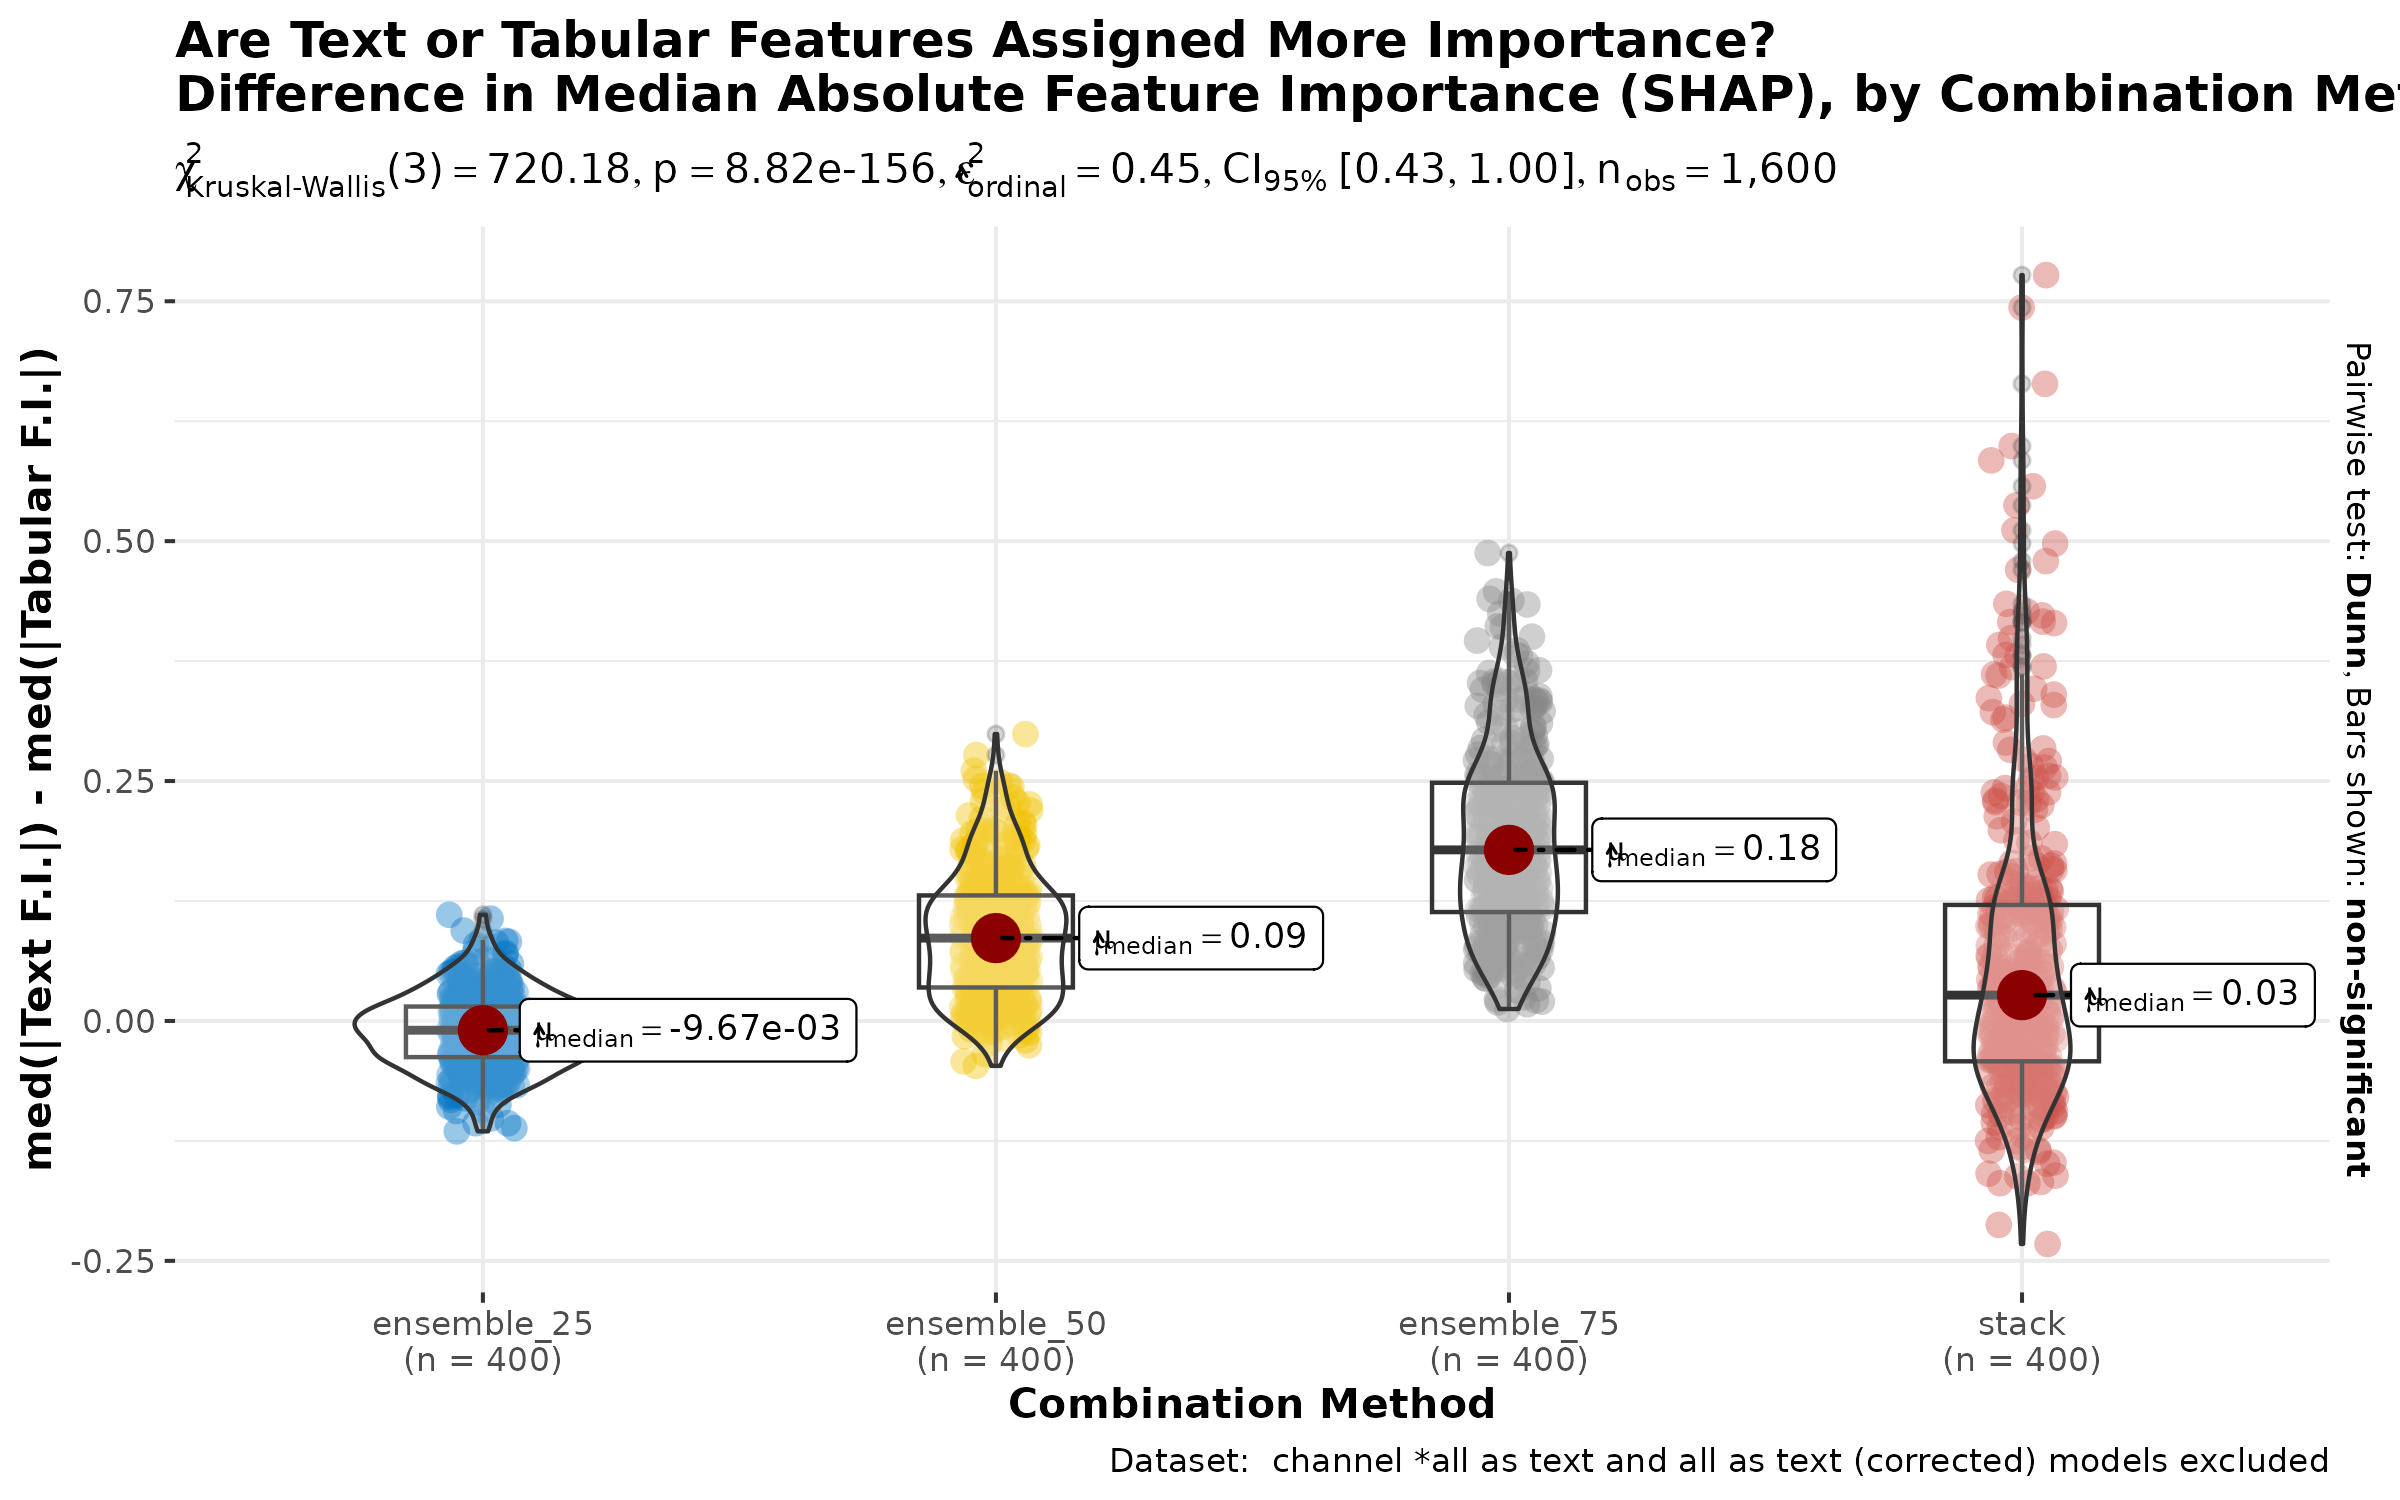 Are Text or Tabular Features Assigned More Importance?
Difference in Median Absolute Feature Importance (SHAP), by Combination Met
χ²Kruskal-Wallis(3) = 720.18, p = 8.82e-156, ε²ordinal = 0.45, CI95% [0.43, 1.00], nobs = 1,600
med(|Text F.I.|) - med(|Tabular F.I.|)
0.75
0.50
0.25
0.00
-0.25
μ̂median = -9.67e-03
μ̂median = 0.09
μ̂median = 0.18
μ̂median = 0.03
Pairwise test: Dunn, Bars shown: non-significant
ensemble_25
(n = 400)
ensemble_50
(n = 400)
ensemble_75
(n = 400)
stack
(n = 400)
Combination Method
Dataset:  channel *all as text and all as text (corrected) models excluded